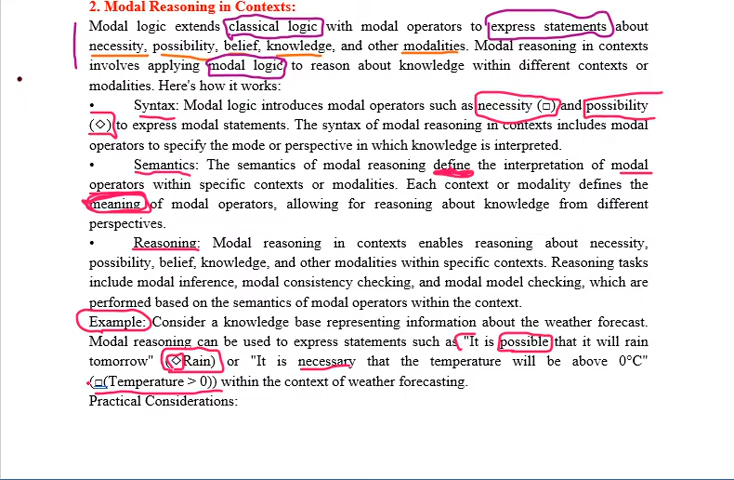 2. Modal Reasoning in Contexts:
Modal logic extends classical logic with modal operators to express statements about
necessity, possibility, belief, knowledge, and other modalities. Modal reasoning in contexts
involves applying modal logic to reason about knowledge within different contexts or
modalities. Here's how it works:
• Syntax: Modal logic introduces modal operators such as necessity (□) and possibility
(◇) to express modal statements. The syntax of modal reasoning in contexts includes modal
operators to specify the mode or perspective in which knowledge is interpreted.
• Semantics: The semantics of modal reasoning define the interpretation of modal
operators within specific contexts or modalities. Each context or modality defines the
meaning of modal operators, allowing for reasoning about knowledge from different
perspectives.
• Reasoning: Modal reasoning in contexts enables reasoning about necessity,
possibility, belief, knowledge, and other modalities within specific contexts. Reasoning tasks
include modal inference, modal consistency checking, and modal model checking, which are
performed based on the semantics of modal operators within the context.
Example: Consider a knowledge base representing information about the weather forecast.
Modal reasoning can be used to express statements such as "It is possible that it will rain
tomorrow" (◇Rain) or "It is necessary that the temperature will be above 0°C"
(□(Temperature > 0)) within the context of weather forecasting.
Practical Considerations: